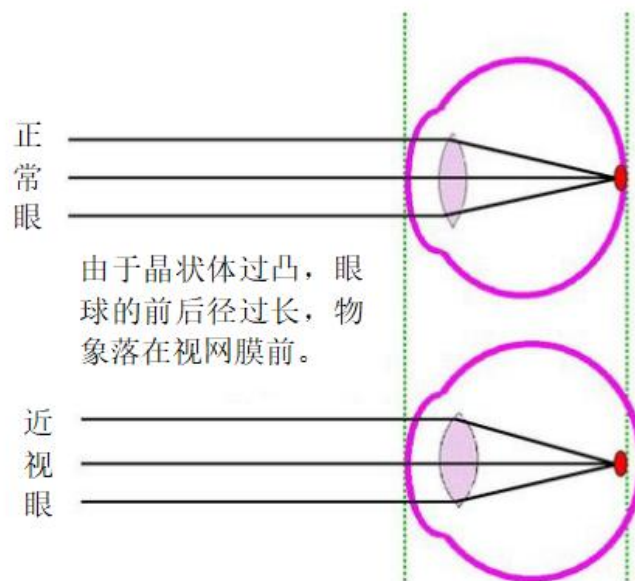 正
常
眼
由于晶状体过凸，眼
球的前后径过长，物
象落在视网膜前。
近
视
眼